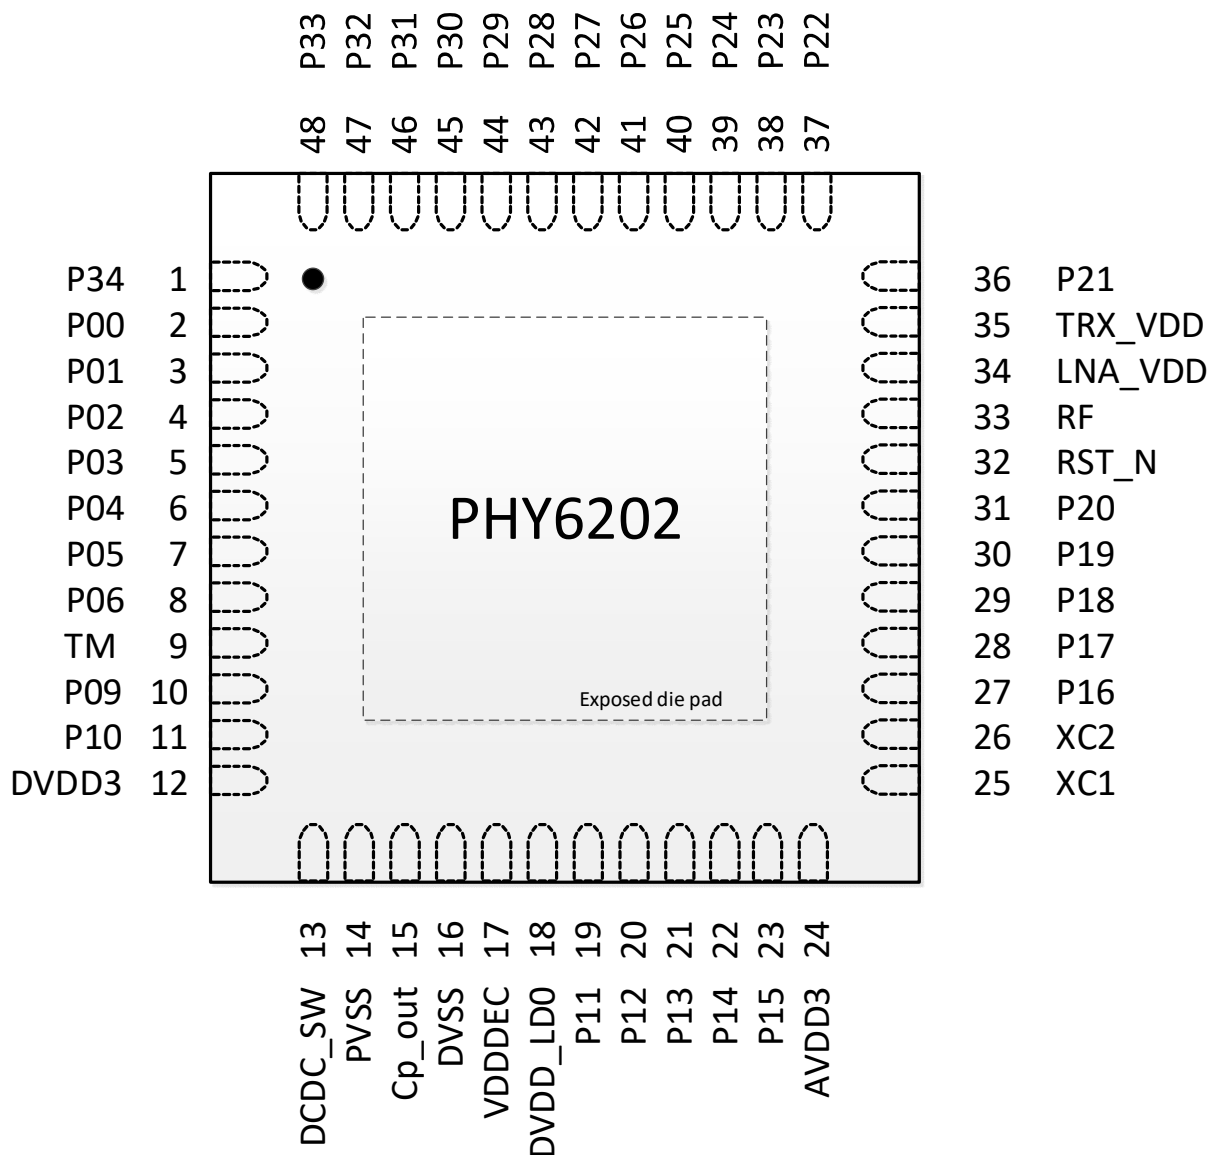 P33 P32 P31 P30 P29 P28 P27 P26 P25 P24 P23 P22
48 47 46 45 44 43 42 41 40 39 38 37
P34 1
P00 2
P01 3
P02 4
P03 5
P04 6
P05 7
P06 8
TM 9
P09 10
P10 11
DVDD3 12
PHY6202
Exposed die pad
36 P21
35 TRX_VDD
34 LNA_VDD
33 RF
32 RST_N
31 P20
30 P19
29 P18
28 P17
27 P16
26 XC2
25 XC1
13 14 15 16 17 18 19 20 21 22 23 24
DCDC_SW PVSS Cp_out DVSS VDDDEC DVDD_LD0 P11 P12 P13 P14 P15 AVDD3